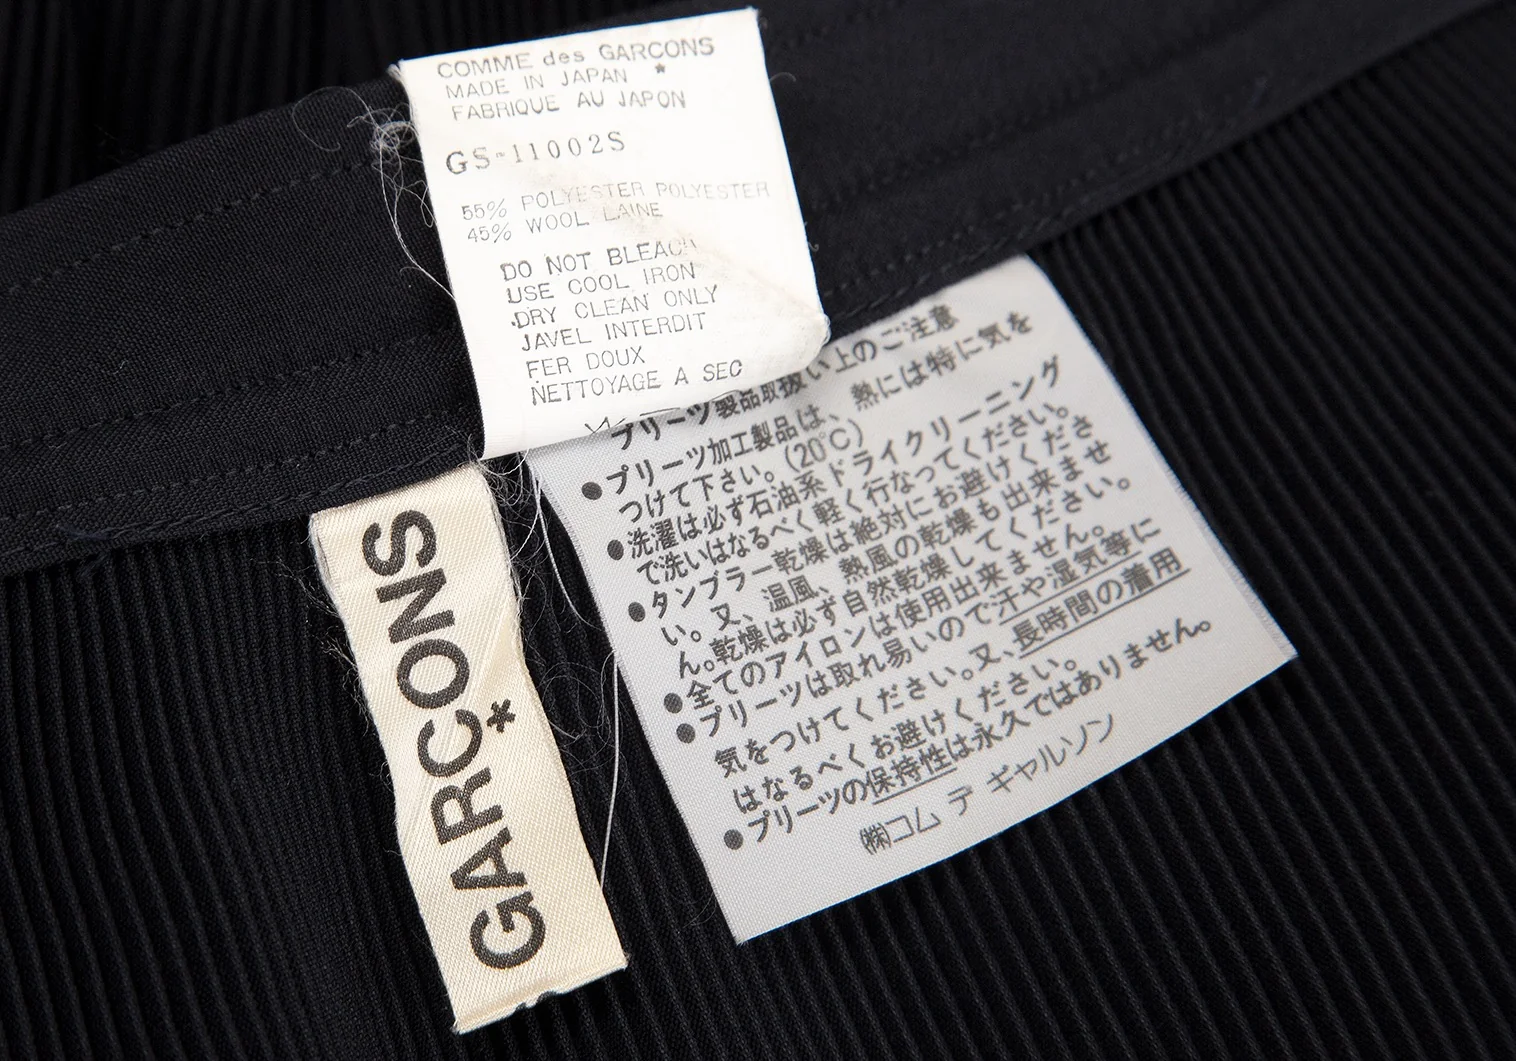 COMME des GARCONS
MADE IN JAPAN *
FABRIQUE AU JAPON
GS-11002S
55% POLYESTER POLYESTER
45% WOOL LAINE
DO NOT BLEACH
USE COOL IRON
DRY CLEAN ONLY
JAVEL INTERDIT
FER DOUX
NETTOYAGE A SEC
プリーツ製品取扱い上のご注意
●プリーツ加工製品は、熱には特に気を
つけて下さい。(20℃)
●洗濯は必ず石油系ドライクリーニング
で洗いはなるべく軽く行なってください。
●タンブラー乾燥は絶対にお避けくださ
い。又、温風、熱風の乾燥も出来ませ
ん。乾燥は必ず自然乾燥してください。
●全てのアイロンは使用出来ません。
●プリーツは取れ易いので汗や湿気等に
気をつけてください。又、長時間の着用
はなるべくお避けください。
●プリーツの保持性は永久ではありません。
㈱コム デ ギャルソン
GARÇONS
*